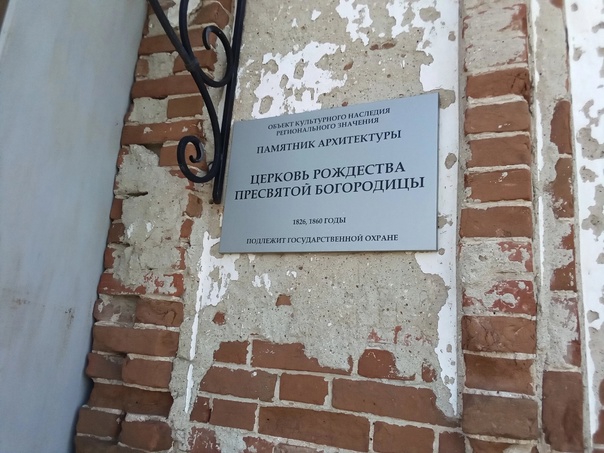 ОБЪЕКТ КУЛЬТУРНОГО НАСЛЕДИЯ
РЕГИОНАЛЬНОГО ЗНАЧЕНИЯ
ПАМЯТНИК АРХИТЕКТУРЫ
ЦЕРКОВЬ РОЖДЕСТВА
ПРЕСВЯТОЙ БОГОРОДИЦЫ
1826, 1860 ГОДЫ
ПОДЛЕЖИТ ГОСУДАРСТВЕННОЙ ОХРАНЕ